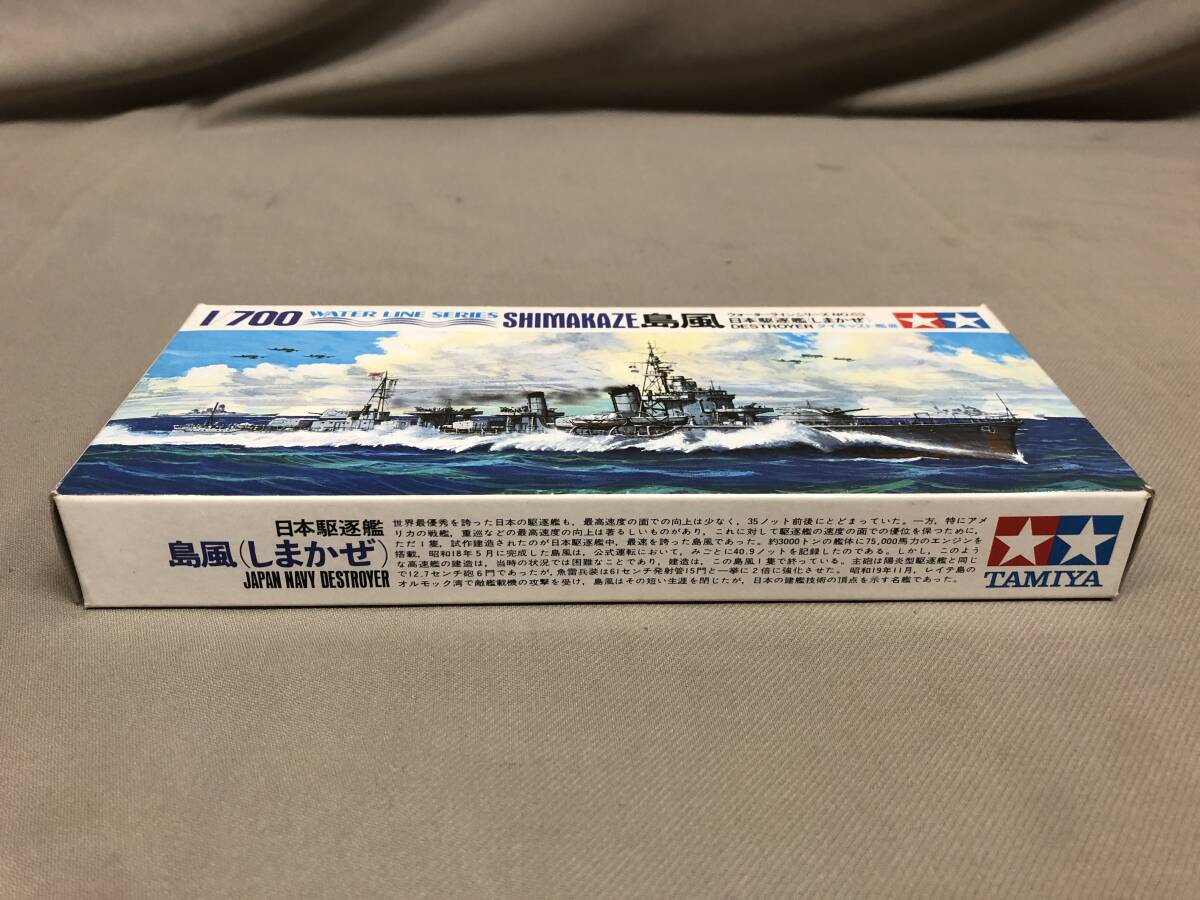 1/700 WATER LINE SERIES SHIMAKAZE 島風
ウォーターラインシリーズ NO.
日本駆逐艦(しまかぜ)
DESTROYER ダイキャスト艦底
日本駆逐艦
島風(しまかぜ)
JAPAN NAVY DESTROYER
世界最優秀を誇った日本の駆逐艦も,最高速度の面での向上は少なく,35ノット前後にとどまっていた。一方,特にアメ
リカの戦艦,重巡などの最高速度の向上は著るしいものがあり,これに対して駆逐艦の速度の面での優位を保つために,
ただ1隻,試作建造されたのが日本駆逐艦中,最速を誇った島風であった。約3000トンの艦体に75,000馬力のエンジンを
搭載,昭和18年5月に完成した島風は,公式運転において,みごとに40.9ノットを記録したのである。しかし,このよう
な高速艦の建造は,当時の状況では困難なことであり,建造は,この島風1隻で終っている。主砲は陽炎型駆逐艦と同じ
で12.7センチ砲6門であったが,魚雷兵装は61センチ発射管15門と一挙に2倍に強化させた。昭和19年11月,レイテ島の
オルモック湾で敵艦載機の攻撃を受け,島風はその短い生涯を閉じたが,日本の建艦技術の頂点を示す名艦であった。
TAMIYA